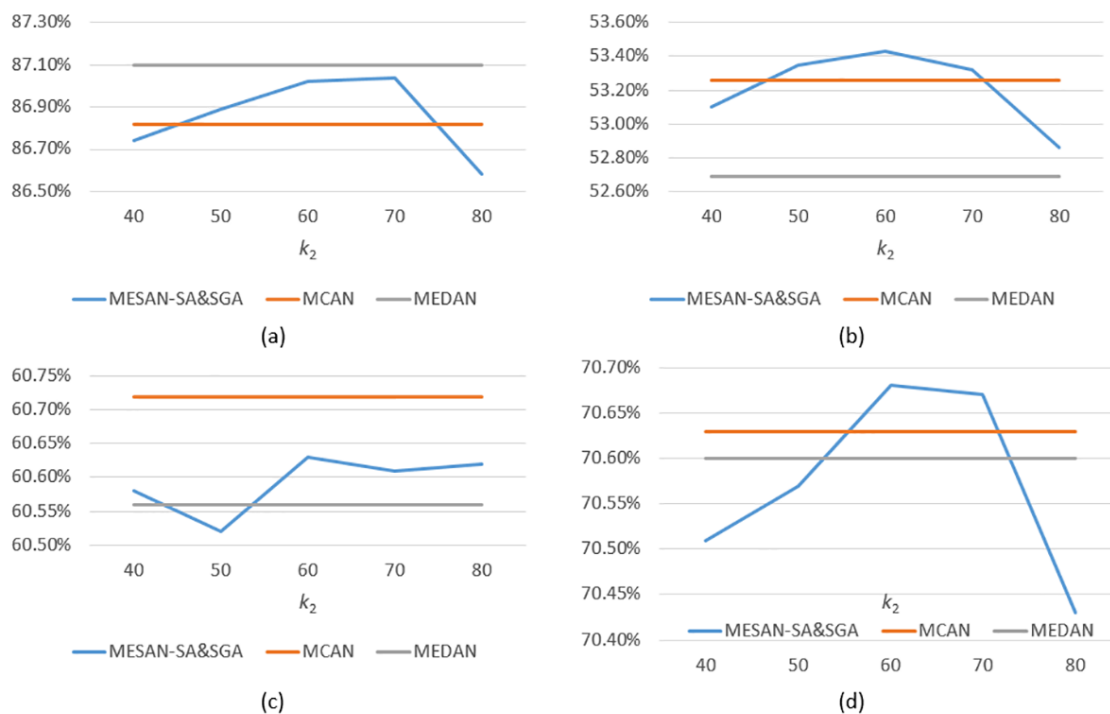 87.30%
87.10%
86.90%
86.70%
86.50%
40 50 60 70 80
k₂
MESAN-SA&SGA MCAN MEDAN
(a)
53.60%
53.40%
53.20%
53.00%
52.80%
52.60%
40 50 60 70 80
k₂
MESAN-SA&SGA MCAN MEDAN
(b)
60.75%
60.70%
60.65%
60.60%
60.55%
60.50%
40 50 60 70 80
k₂
MESAN-SA&SGA MCAN MEDAN
(c)
70.70%
70.65%
70.60%
70.55%
70.50%
70.45%
70.40%
k₂
MESAN-SA&SGA MCAN MEDAN
40 50 60 70 80
(d)